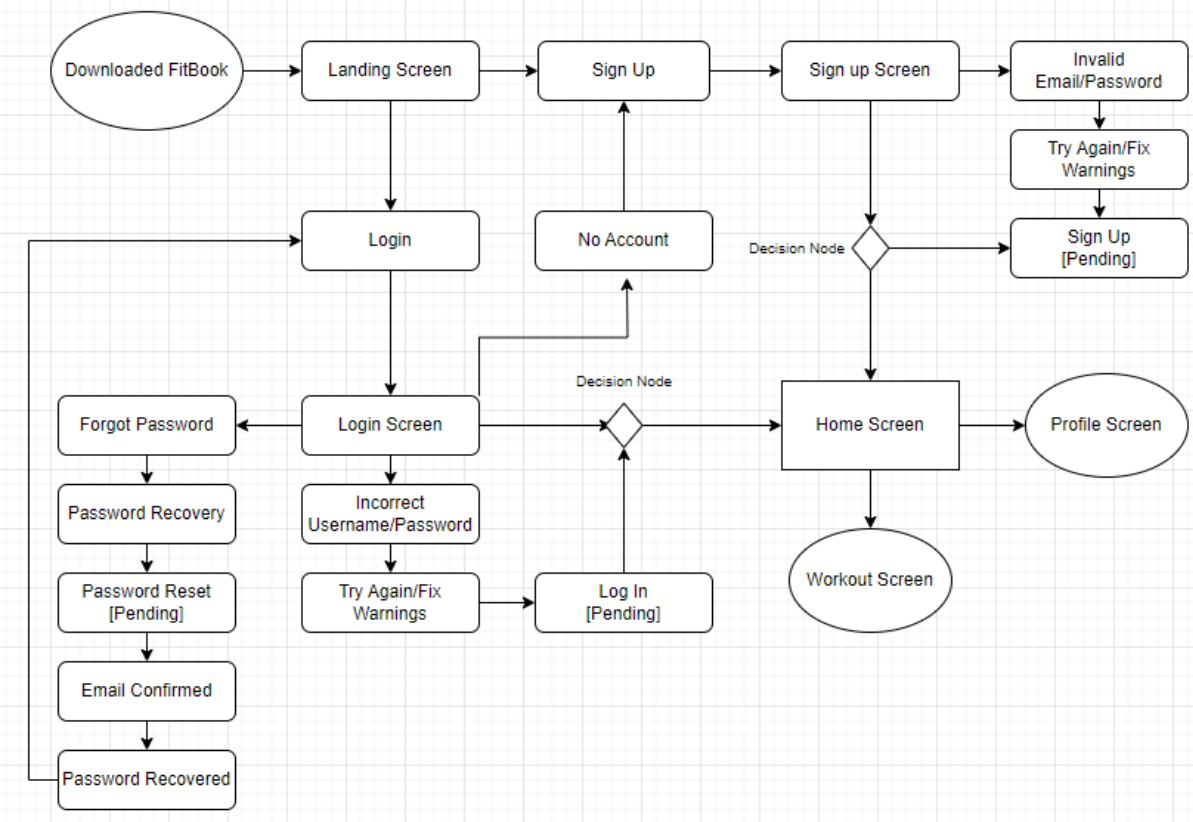 Downloaded FitBook
Landing Screen
Sign Up
Sign up Screen
Invalid
Email/Password
Try Again/Fix
Warnings
Login
No Account
Decision Node
Sign Up
[Pending]
Decision Node
Forgot Password
Login Screen
Home Screen
Profile Screen
Password Recovery
Incorrect
Username/Password
Password Reset
[Pending]
Try Again/Fix
Warnings
Log In
[Pending]
Workout Screen
Email Confirmed
Password Recovered